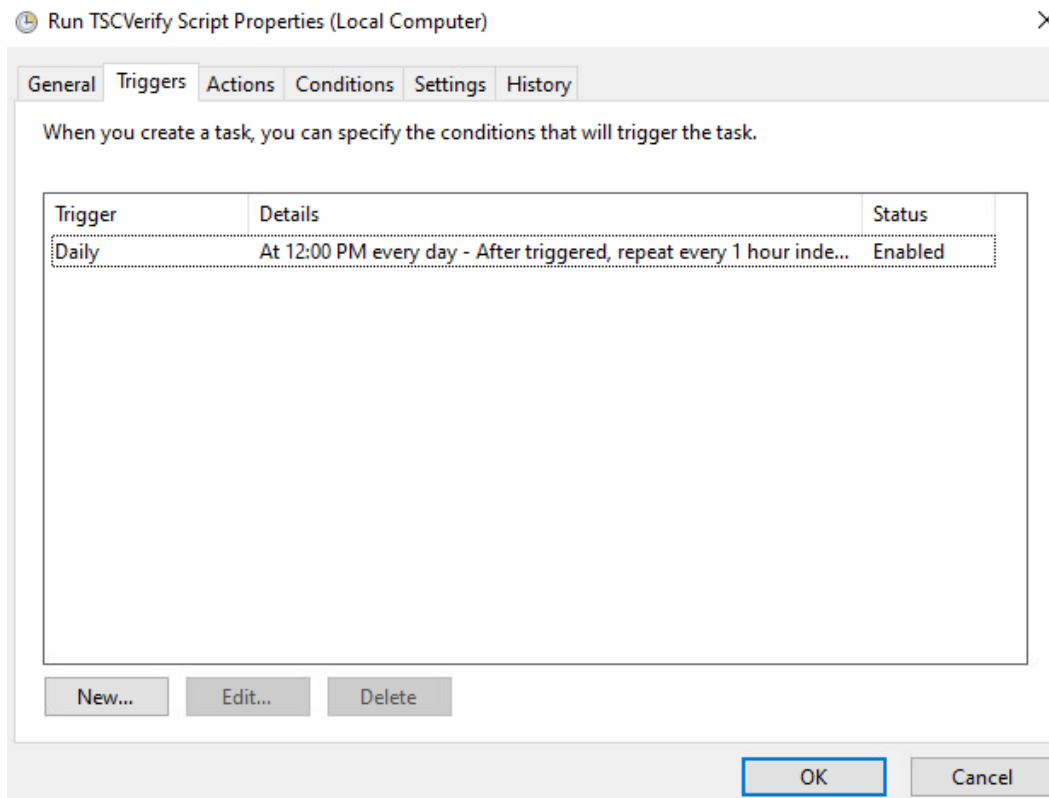 Run TSCVerify Script Properties (Local Computer)
General Triggers Actions Conditions Settings History
When you create a task, you can specify the conditions that will trigger the task.
Trigger Details Status
Daily At 12:00 PM every day - After triggered, repeat every 1 hour inde... Enabled
New... Edit... Delete
OK Cancel